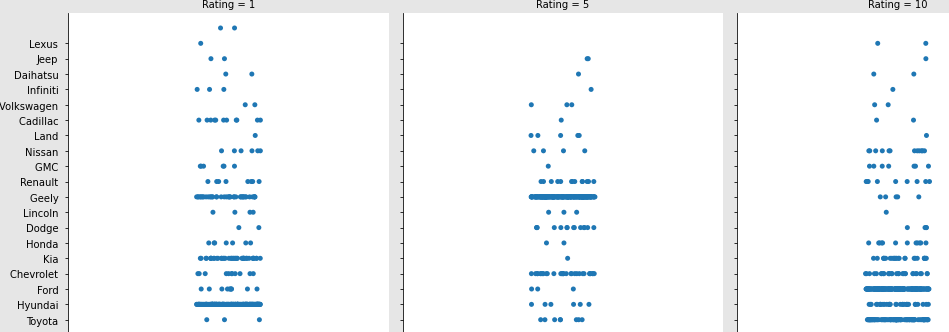 Rating = 1
Rating = 5
Rating = 10
Lexus
Jeep
Daihatsu
Infiniti
Volkswagen
Cadillac
Land
Nissan
GMC
Renault
Geely
Lincoln
Dodge
Honda
Kia
Chevrolet
Ford
Hyundai
Toyota